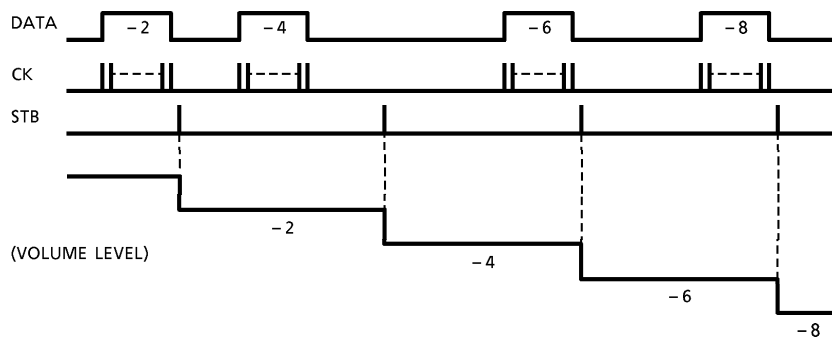 DATA -2 -4 -6 -8
CK
STB
-2
(VOLUME LEVEL)
-4
-6
-8